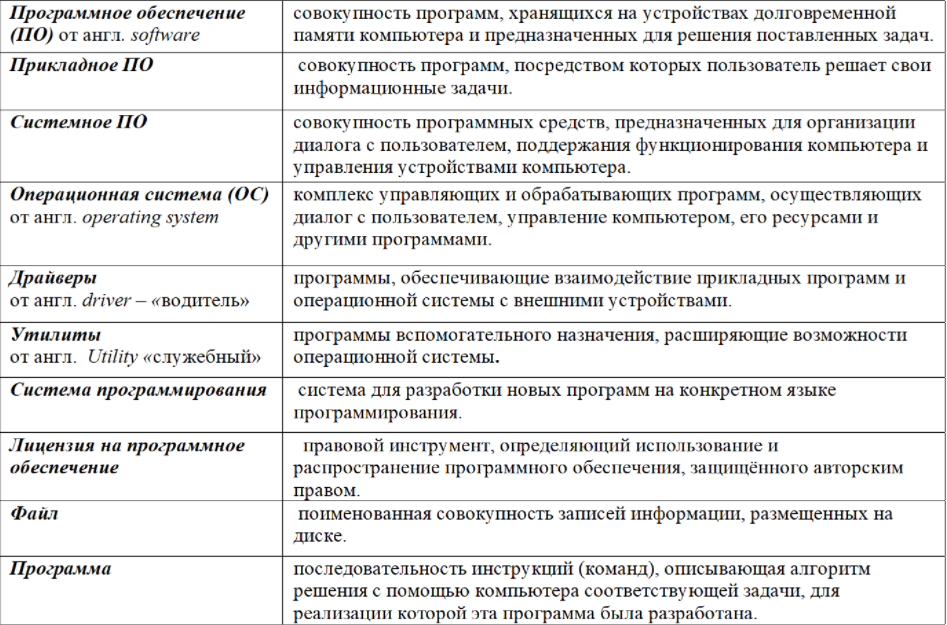 Программное обеспечение
(ПО) от англ. software
совокупность программ, хранящихся на устройствах долговременной
памяти компьютера и предназначенных для решения поставленных задач.
Прикладное ПО
совокупность программ, посредством которых пользователь решает свои
информационные задачи.
Системное ПО
совокупность программных средств, предназначенных для организации
диалога с пользователем, поддержания функционирования компьютера и
управления устройствами компьютера.
Операционная система (ОС)
от англ. operating system
комплекс управляющих и обрабатывающих программ, осуществляющих
диалог с пользователем, управление компьютером, его ресурсами и
другими программами.
Драйверы
от англ. driver – «водитель»
программы, обеспечивающие взаимодействие прикладных программ и
операционной системы с внешними устройствами.
Утилиты
от англ. Utility «служебный»
программы вспомогательного назначения, расширяющие возможности
операционной системы.
Система программирования
система для разработки новых программ на конкретном языке
программирования.
Лицензия на программное
обеспечение
правовой инструмент, определяющий использование и
распространение программного обеспечения, защищённого авторским
правом.
Файл
поименованная совокупность записей информации, размещенных на
диске.
Программа
последовательность инструкций (команд), описывающая алгоритм
решения с помощью компьютера соответствующей задачи, для
реализации которой эта программа была разработана.